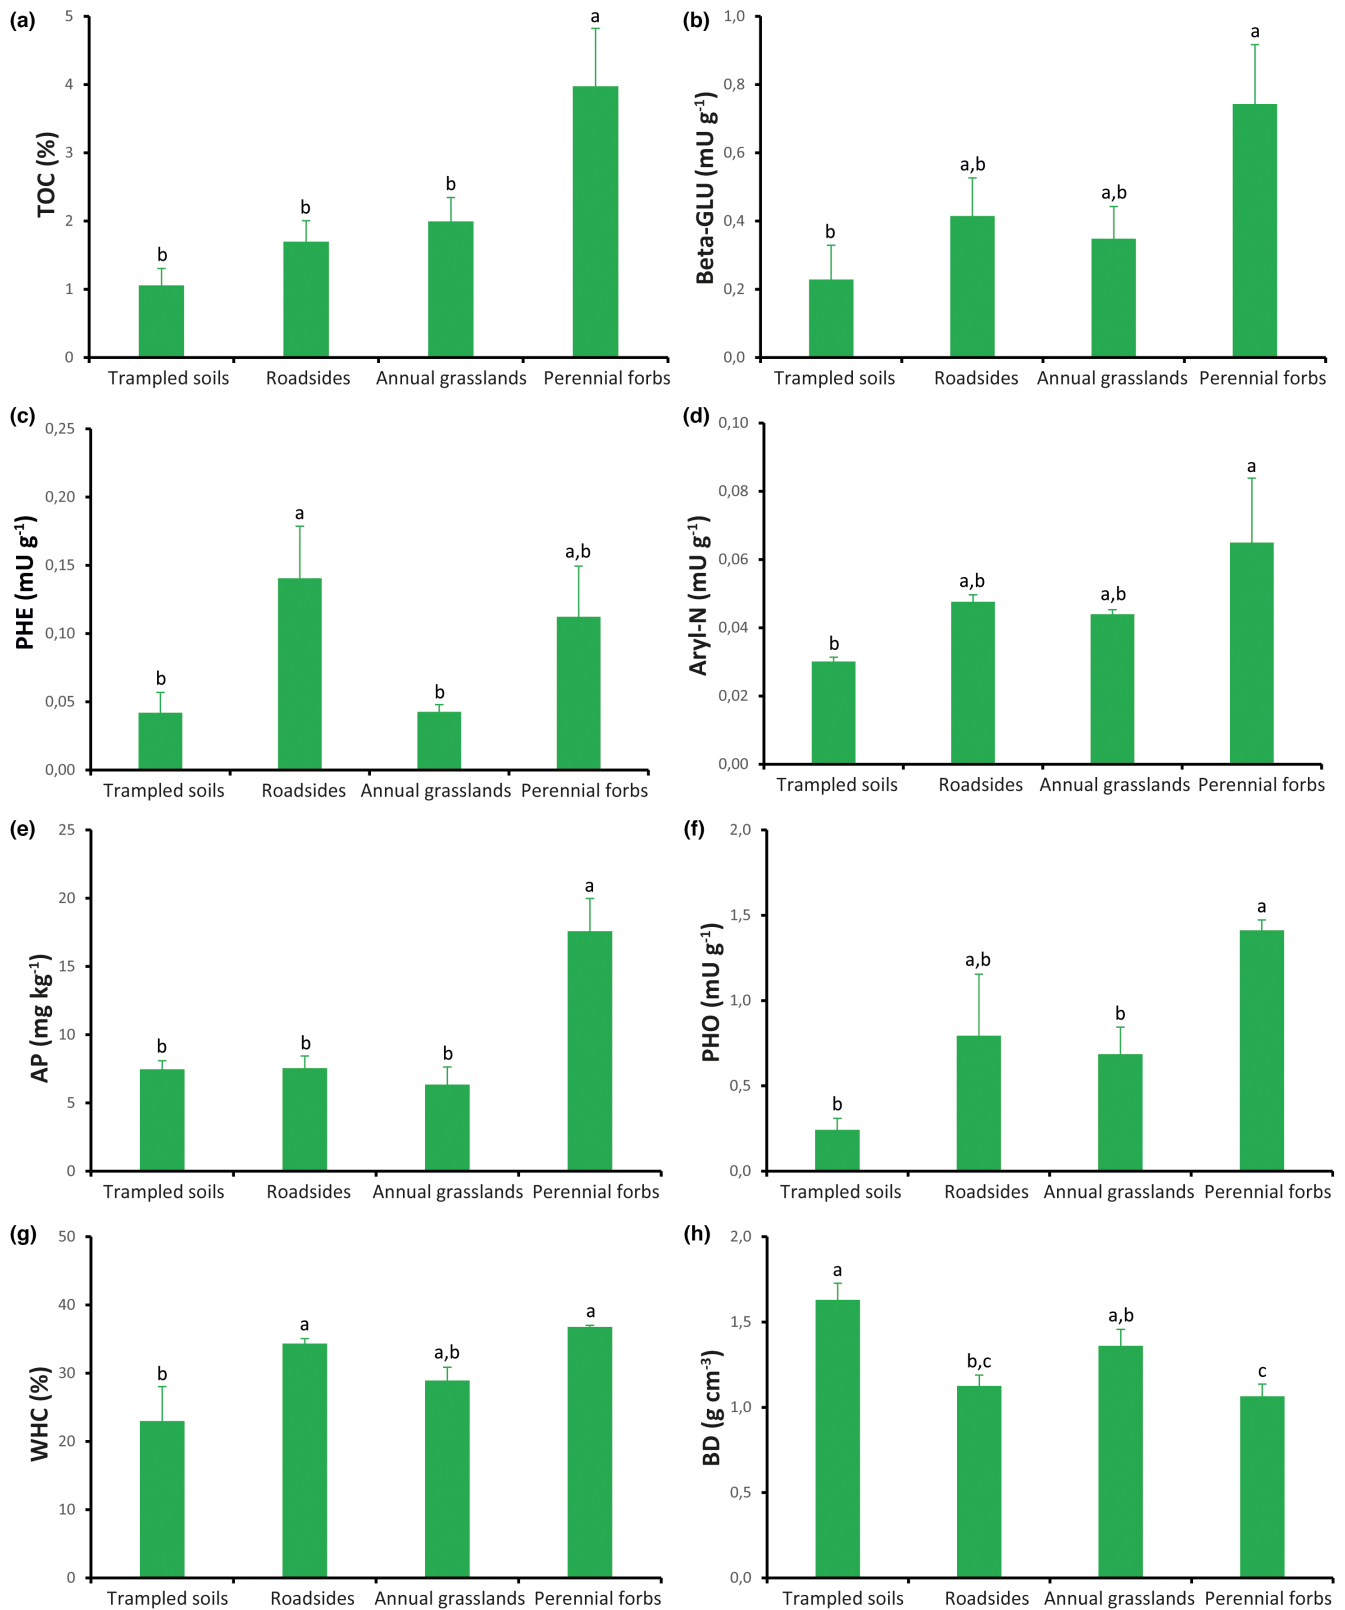 (a)
TOC (%)
5
4
3
2
1
0
b
b
b
a
Trampled soils Roadsides Annual grasslands Perennial forbs
(b)
Beta-GLU (mU g-1)
1,0
0,8
0,6
0,4
0,2
0,0
b
a,b
a,b
a
Trampled soils Roadsides Annual grasslands Perennial forbs
(c)
PHE (mU g-1)
0,25
0,20
0,15
0,10
0,05
0,00
b
a
b
a,b
Trampled soils Roadsides Annual grasslands Perennial forbs
(d)
Aryl-N (mU g-1)
0,10
0,08
0,06
0,04
0,02
0,00
b
a,b
a,b
a
Trampled soils Roadsides Annual grasslands Perennial forbs
(e)
AP (mg kg-1)
25
20
15
10
5
0
b
b
b
a
Trampled soils Roadsides Annual grasslands Perennial forbs
(f)
PHO (mU g-1)
2,0
1,5
1,0
0,5
0,0
b
a,b
b
a
Trampled soils Roadsides Annual grasslands Perennial forbs
(g)
WHC (%)
50
40
30
20
10
0
b
a
a,b
a
Trampled soils Roadsides Annual grasslands Perennial forbs
(h)
BD (g cm-3)
2,0
1,5
1,0
0,5
0,0
a
b,c
a,b
c
Trampled soils Roadsides Annual grasslands Perennial forbs